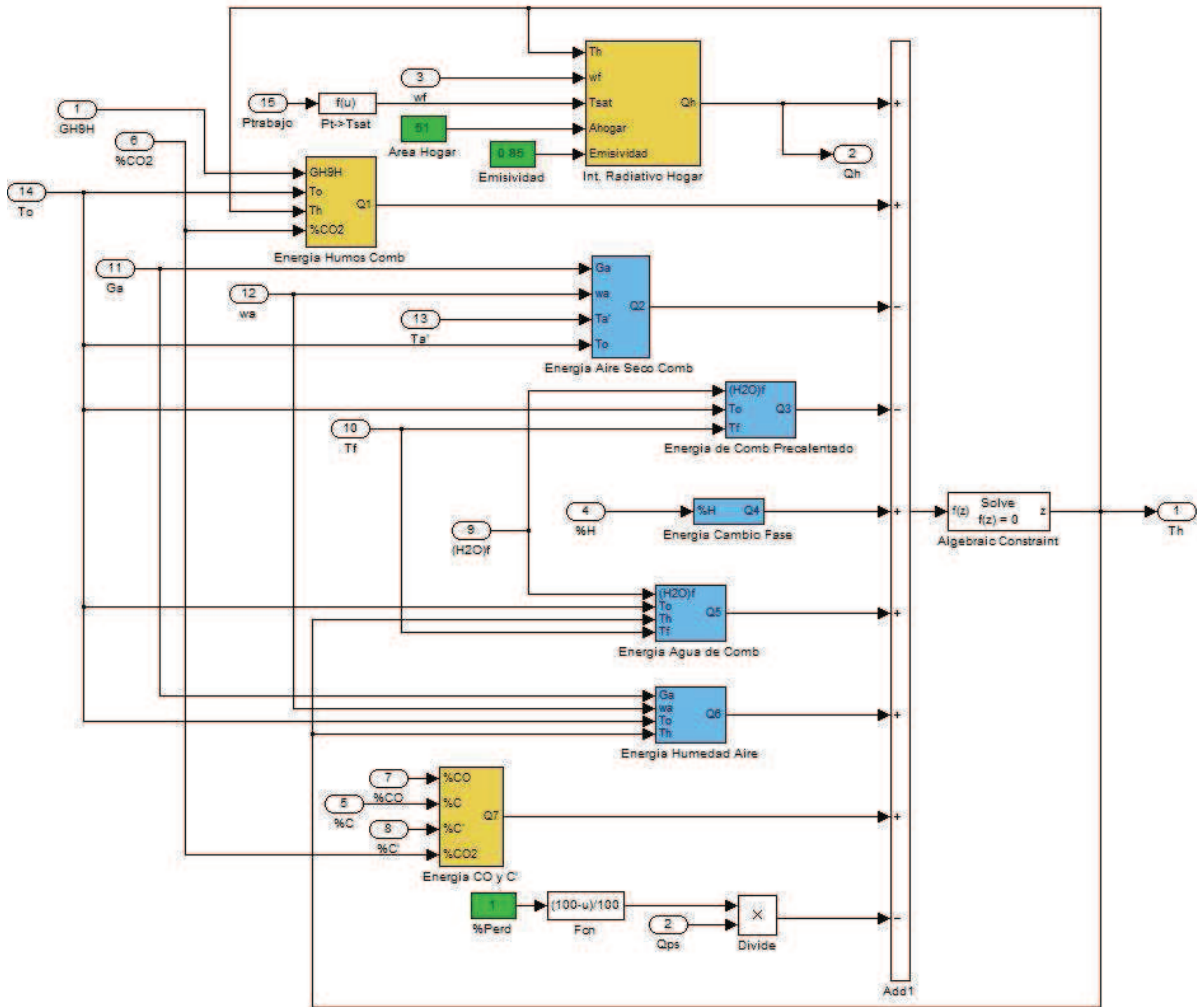 Th
3
wf
wf
15
Ptrabajo
f(u)
Pt->Tsat
Tsat
Qh
+
1
GH9H
51
Area Hogar
Ahogar
6
%CO2
0.85
Emisividad
Emisividad
Int. Radiativo Hogar
2
Qh
14
To
GH9H
To
Th
%CO2
Q1
+
Energia Humos Comb
11
Ga
12
wa
13
Ta'
Ga
wa
Ta'
To
Q2
−
Energia Aire Seco Comb
10
Tf
(H2O)f
To
Tf
Q3
−
Energia de Comb Precalentado
9
(H2O)f
4
%H
%H
Q4
+
Energia Cambio Fase
f(z)
Solve
f(z) = 0
z
Algebraic Constraint
1
Th
(H2O)f
To
Th
Tf
Q5
+
Energia Agua de Comb
Ga
wa
To
Th
Q6
+
Energia Humedad Aire
7
%CO
5
%C
8
%C'
%CO
%C
%C'
%CO2
Q7
+
Energia CO y C'
1
%Perd
(100-u)/100
Fcn
2
Qps
×
Divide
−
Add1